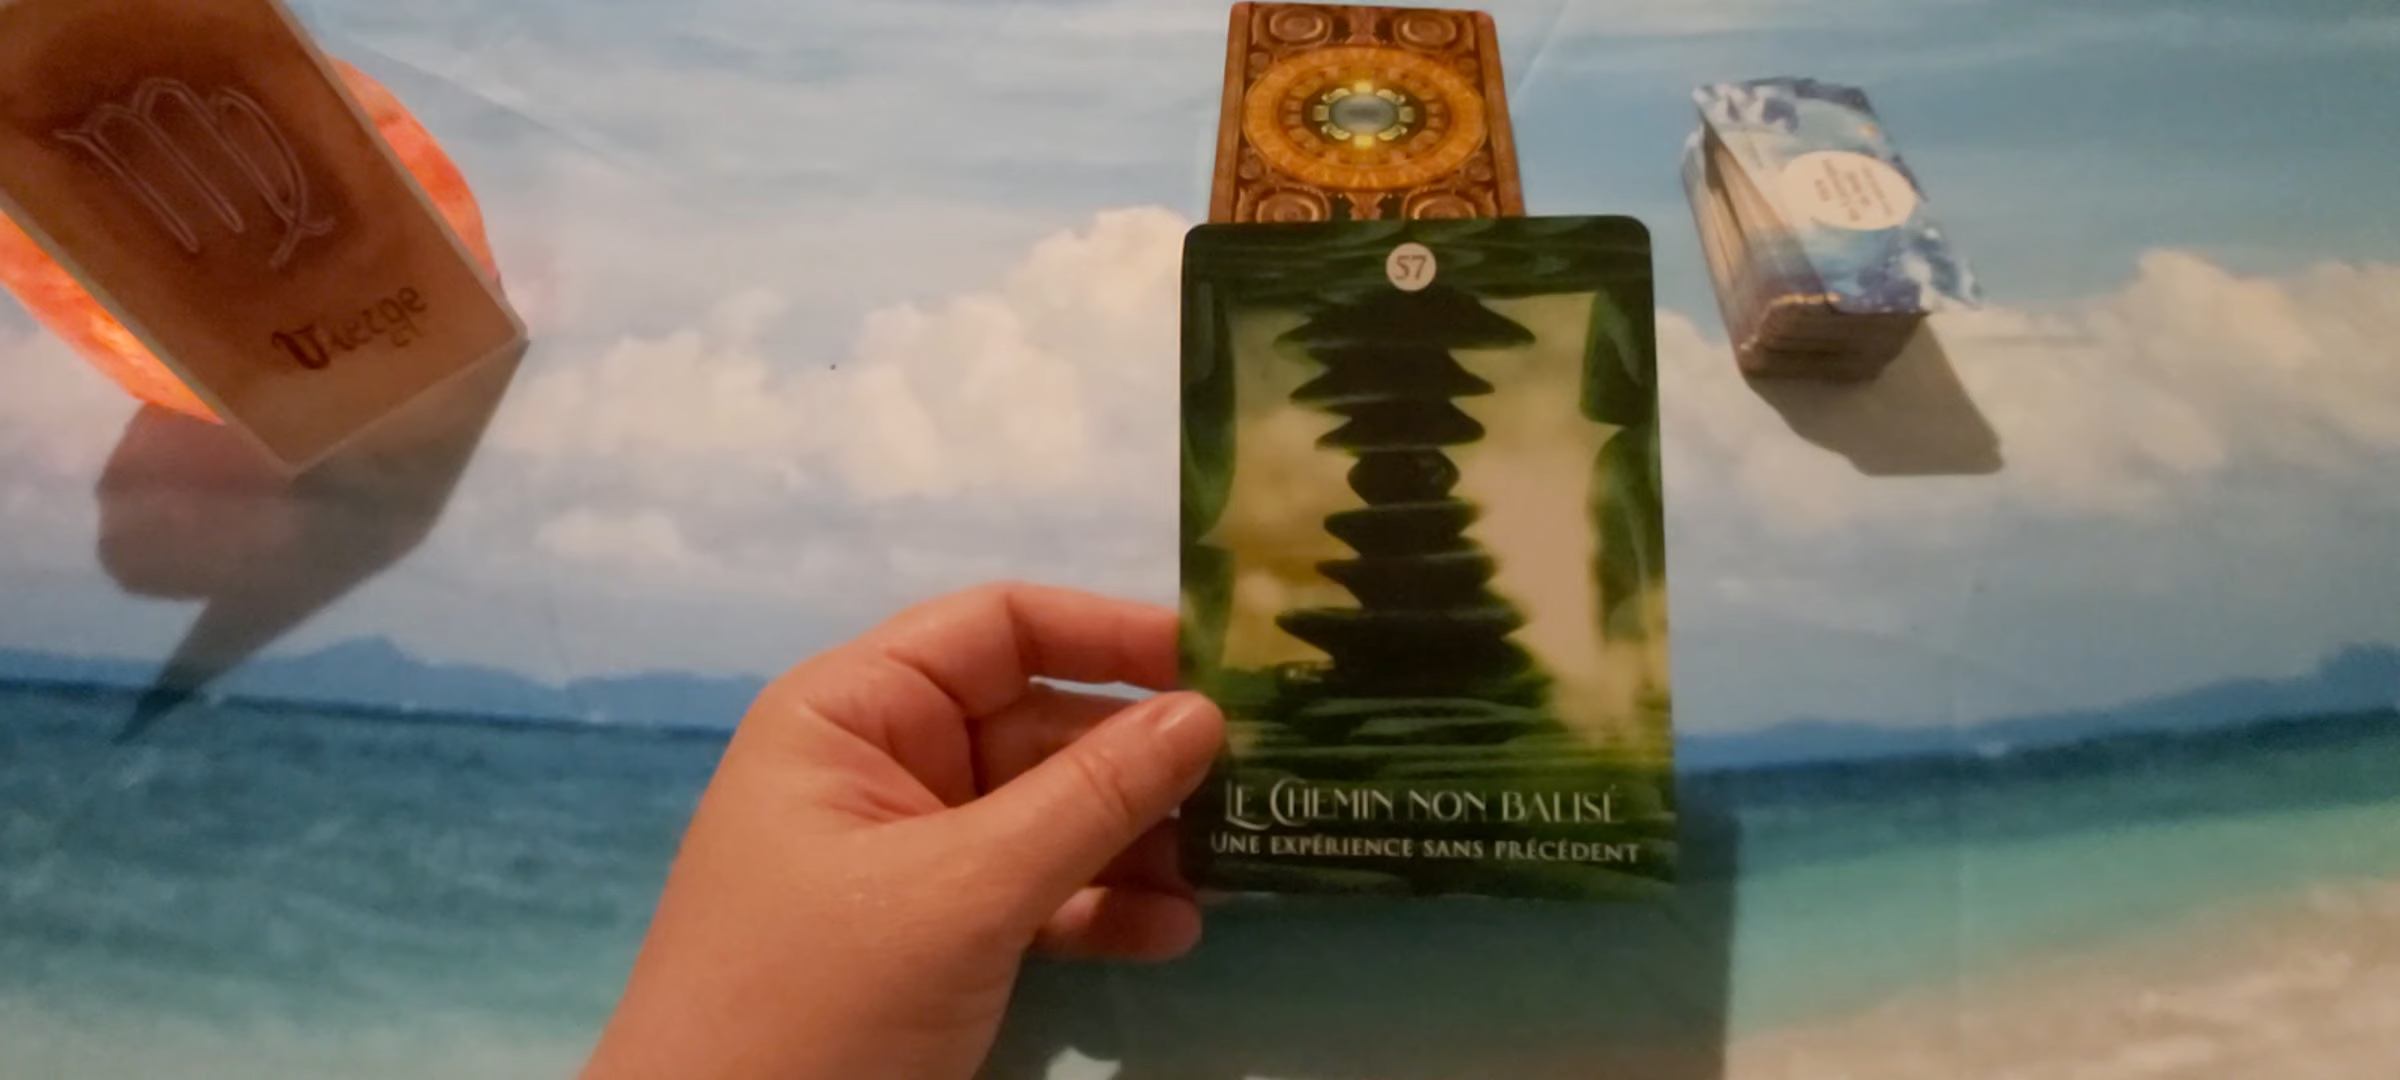 Vierge
57
LE CHEMIN NON BALISÉ
UNE EXPÉRIENCE SANS PRÉCÉDENT